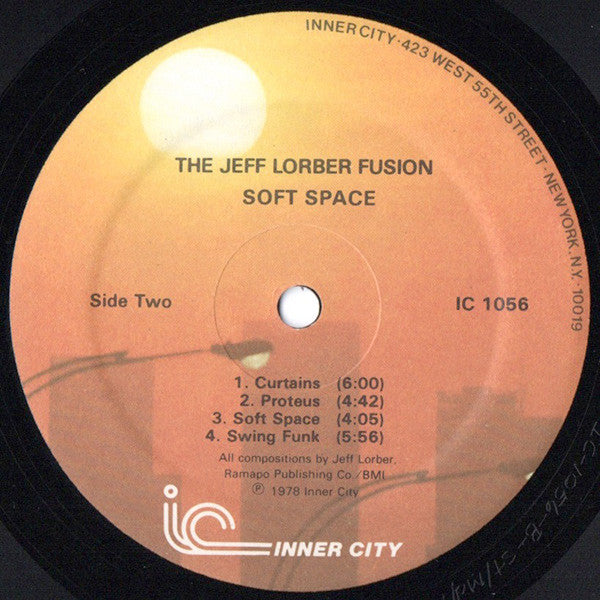 INNER CITY · 423 WEST 55TH STREET · NEW YORK, N.Y. 10019
THE JEFF LORBER FUSION
SOFT SPACE
Side Two
IC 1056
1. Curtains (6:00)
2. Proteus (4:42)
3. Soft Space (4:05)
4. Swing Funk (5:56)
All compositions by Jeff Lorber.
Ramapo Publishing Co./BMI
℗ 1978 Inner City
ic INNER CITY
IC-1056-B-